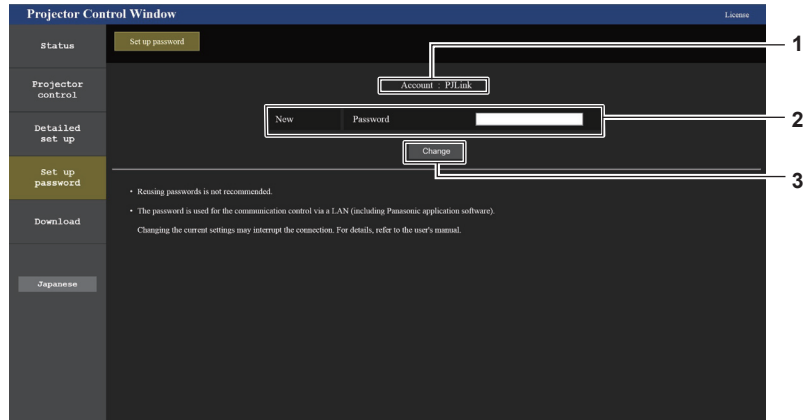 Projector Control Window
License
Status
Set up password
1
Projector
control
Account : PJLink
New Password
2
Detailed
set up
Change
Set up
password
3
• Reusing passwords is not recommended.
• The password is used for the communication control via a LAN (including Panasonic application software).
Changing the current settings may interrupt the connection. For details, refer to the user's manual.
Download
Japanese